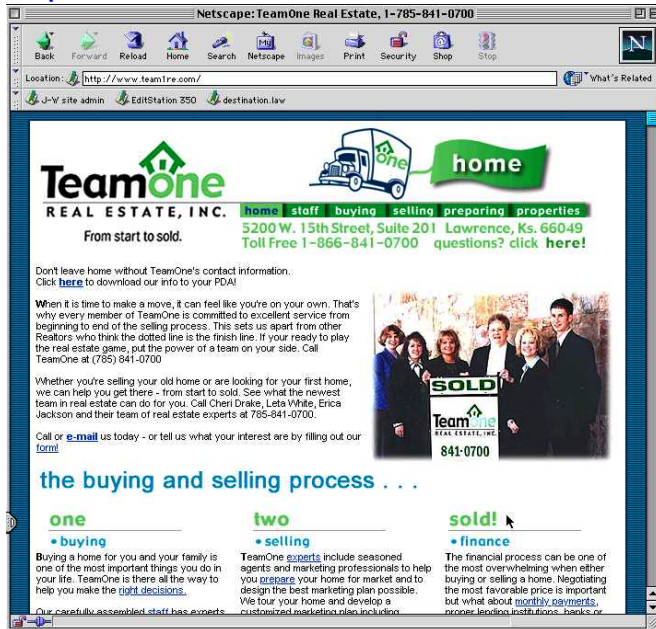 Netscape: TeamOne Real Estate, 1-785-841-0700
Back Forward Reload Home Search Netscape Images Print Security Shop Stop
Location: http://www.team1re.com/ What's Related
J-W site admin EditStation 350 destination.law
TeamOne
REAL ESTATE, INC.
From start to sold.
one
home
home staff buying selling preparing properties
5200 W. 15th Street, Suite 201 Lawrence, Ks. 66049
Toll Free 1-866-841-0700 questions? click here!
Don't leave home without TeamOne's contact information.
Click here to download our info to your PDA!
When it is time to make a move, it can feel like you're on your own. That's
why every member of TeamOne is committed to excellent service from
beginning to end of the selling process. This sets us apart from other
Realtors who think the dotted line is the finish line. If your ready to play
the real estate game, put the power of a team on your side. Call
TeamOne at (785) 841-0700
Whether you're selling your old home or are looking for your first home,
we can help you get there - from start to sold. See what the newest
team in real estate can do for you. Call Cheri Drake, Leta White, Erica
Jackson and their team of real estate experts at 785-841-0700.
Call or e-mail us today - or tell us what your interest are by filling out our
form!
SOLD
TeamOne
REAL ESTATE, INC.
841-0700
the buying and selling process . . .
one
• buying
Buying a home for you and your family is
one of the most important things you do in
your life. TeamOne is there all the way to
help you make the right decisions.
Our carefully assembled staff has experts
two
• selling
TeamOne experts include seasoned
agents and marketing professionals to help
you prepare your home for market and to
design the best marketing plan possible.
We tour your home and develop a
customized marketing plan including
sold!
• finance
The financial process can be one of
the most overwhelming when either
buying or selling a home. Negotiating
the most favorable price is important
but what about monthly payments,
proper lending institutions, banks or